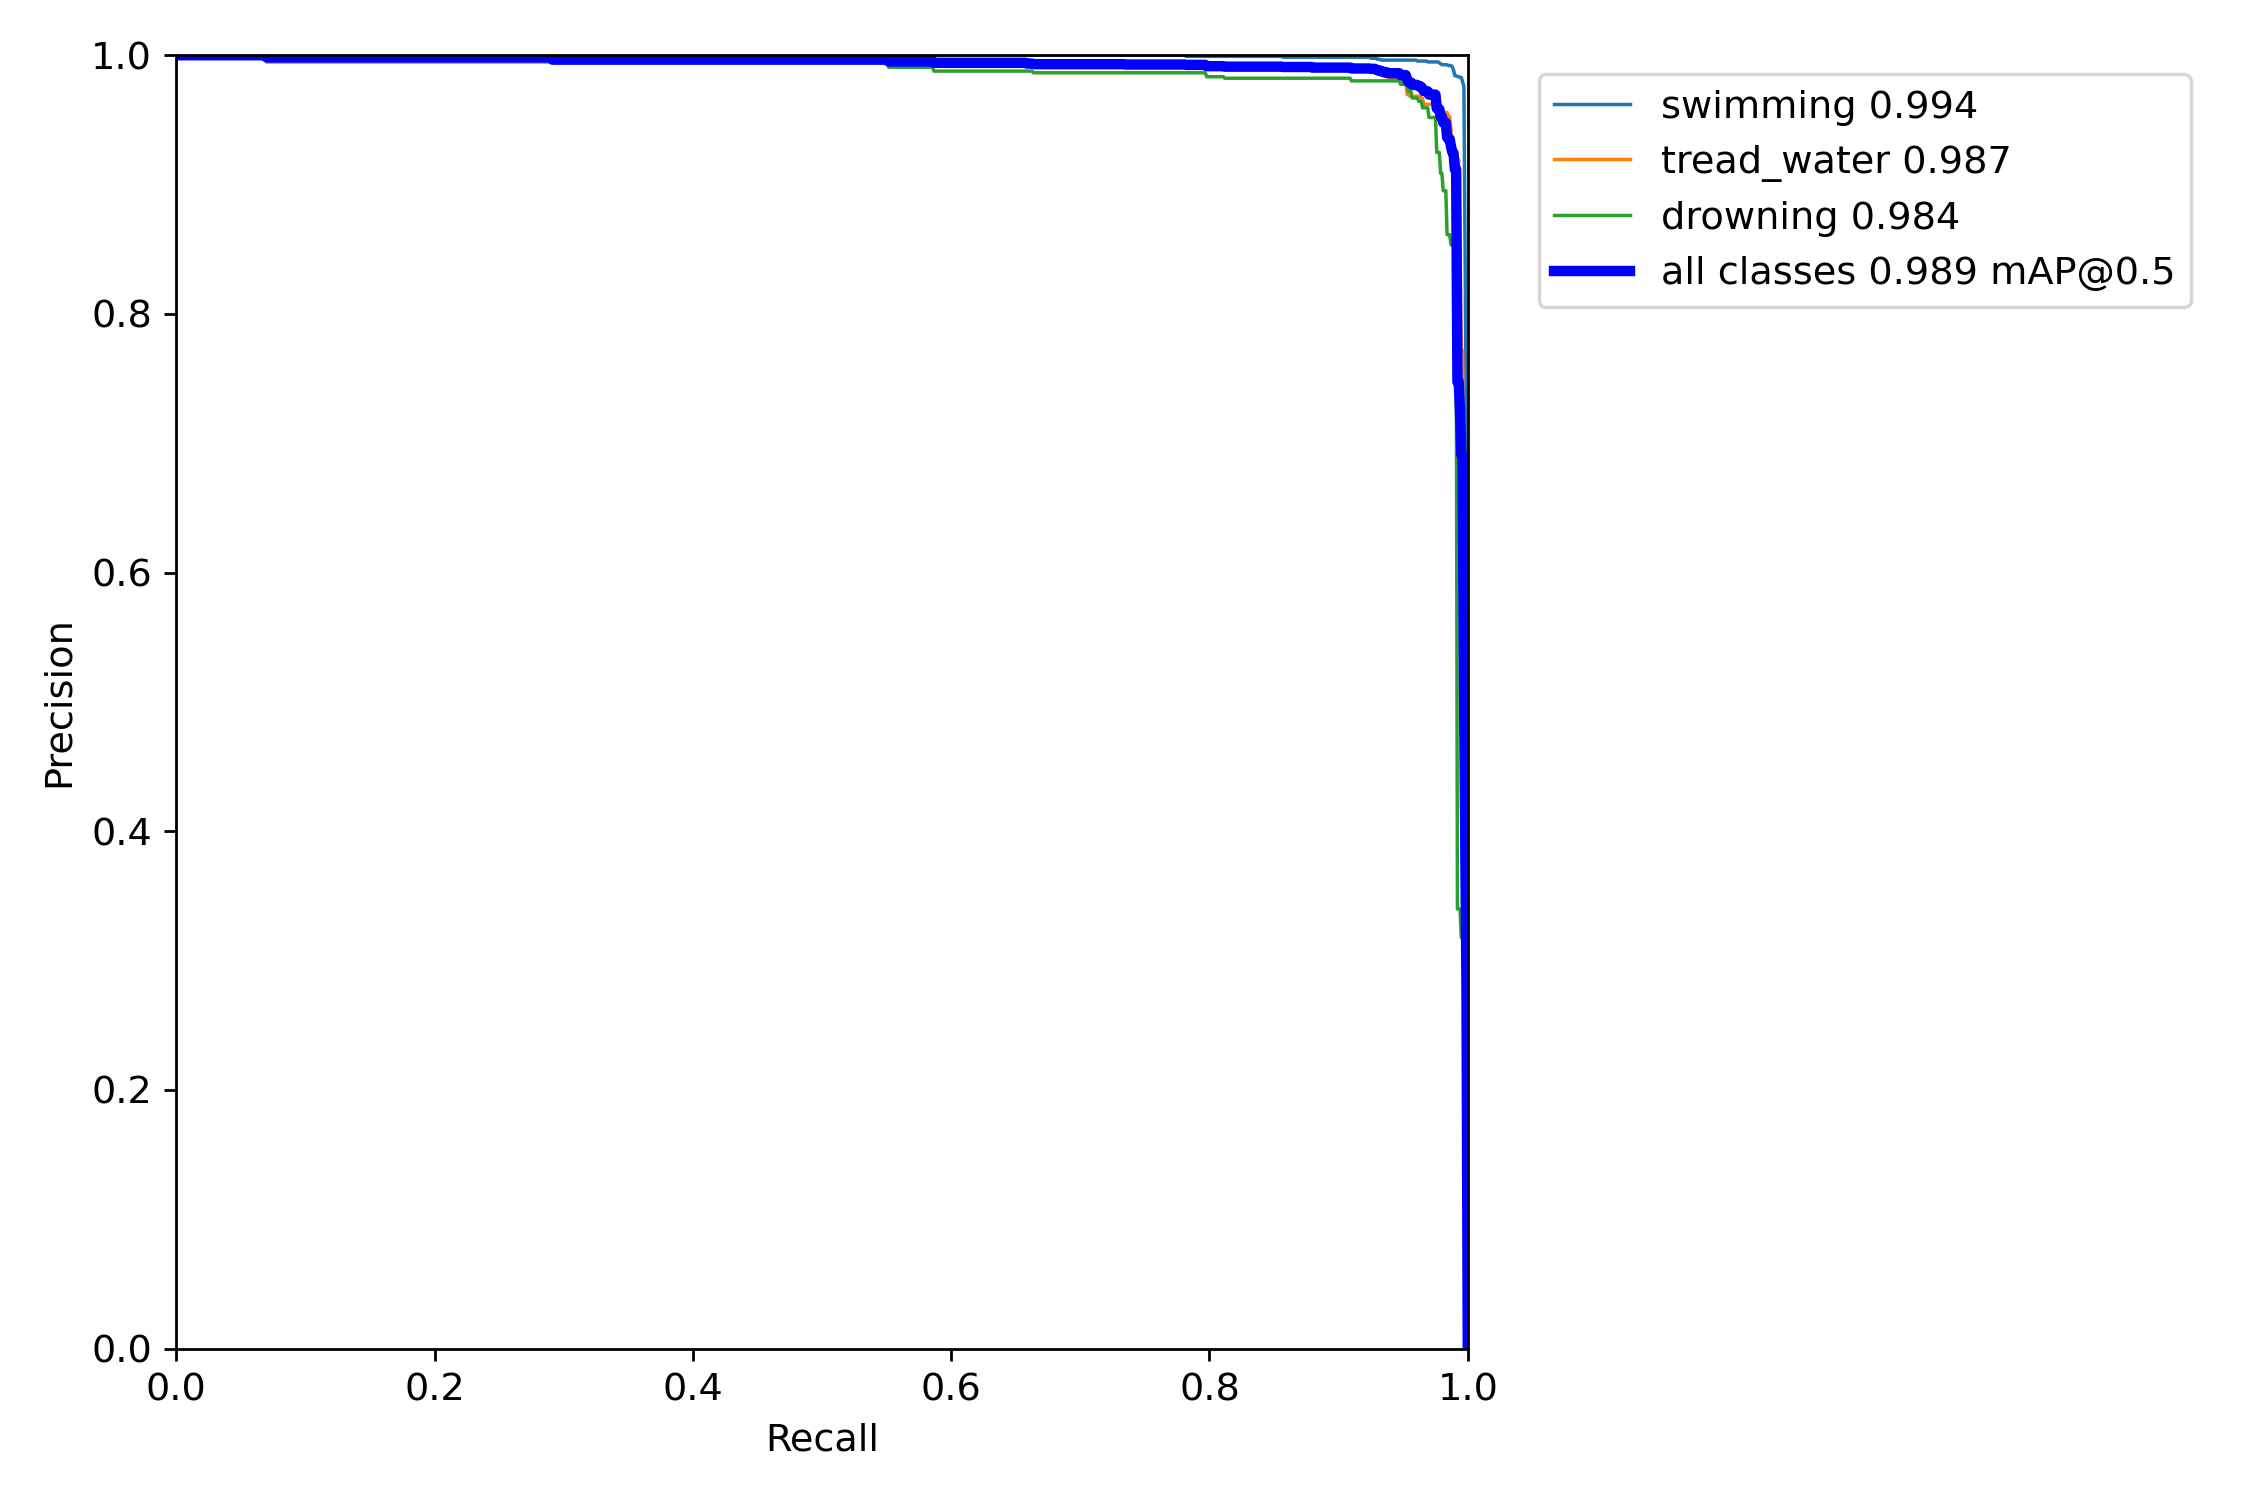 1.0
0.8
0.6
0.4
0.2
0.0
Precision
0.0 0.2 0.4 0.6 0.8 1.0
Recall
swimming 0.994
tread_water 0.987
drowning 0.984
all classes 0.989 mAP@0.5